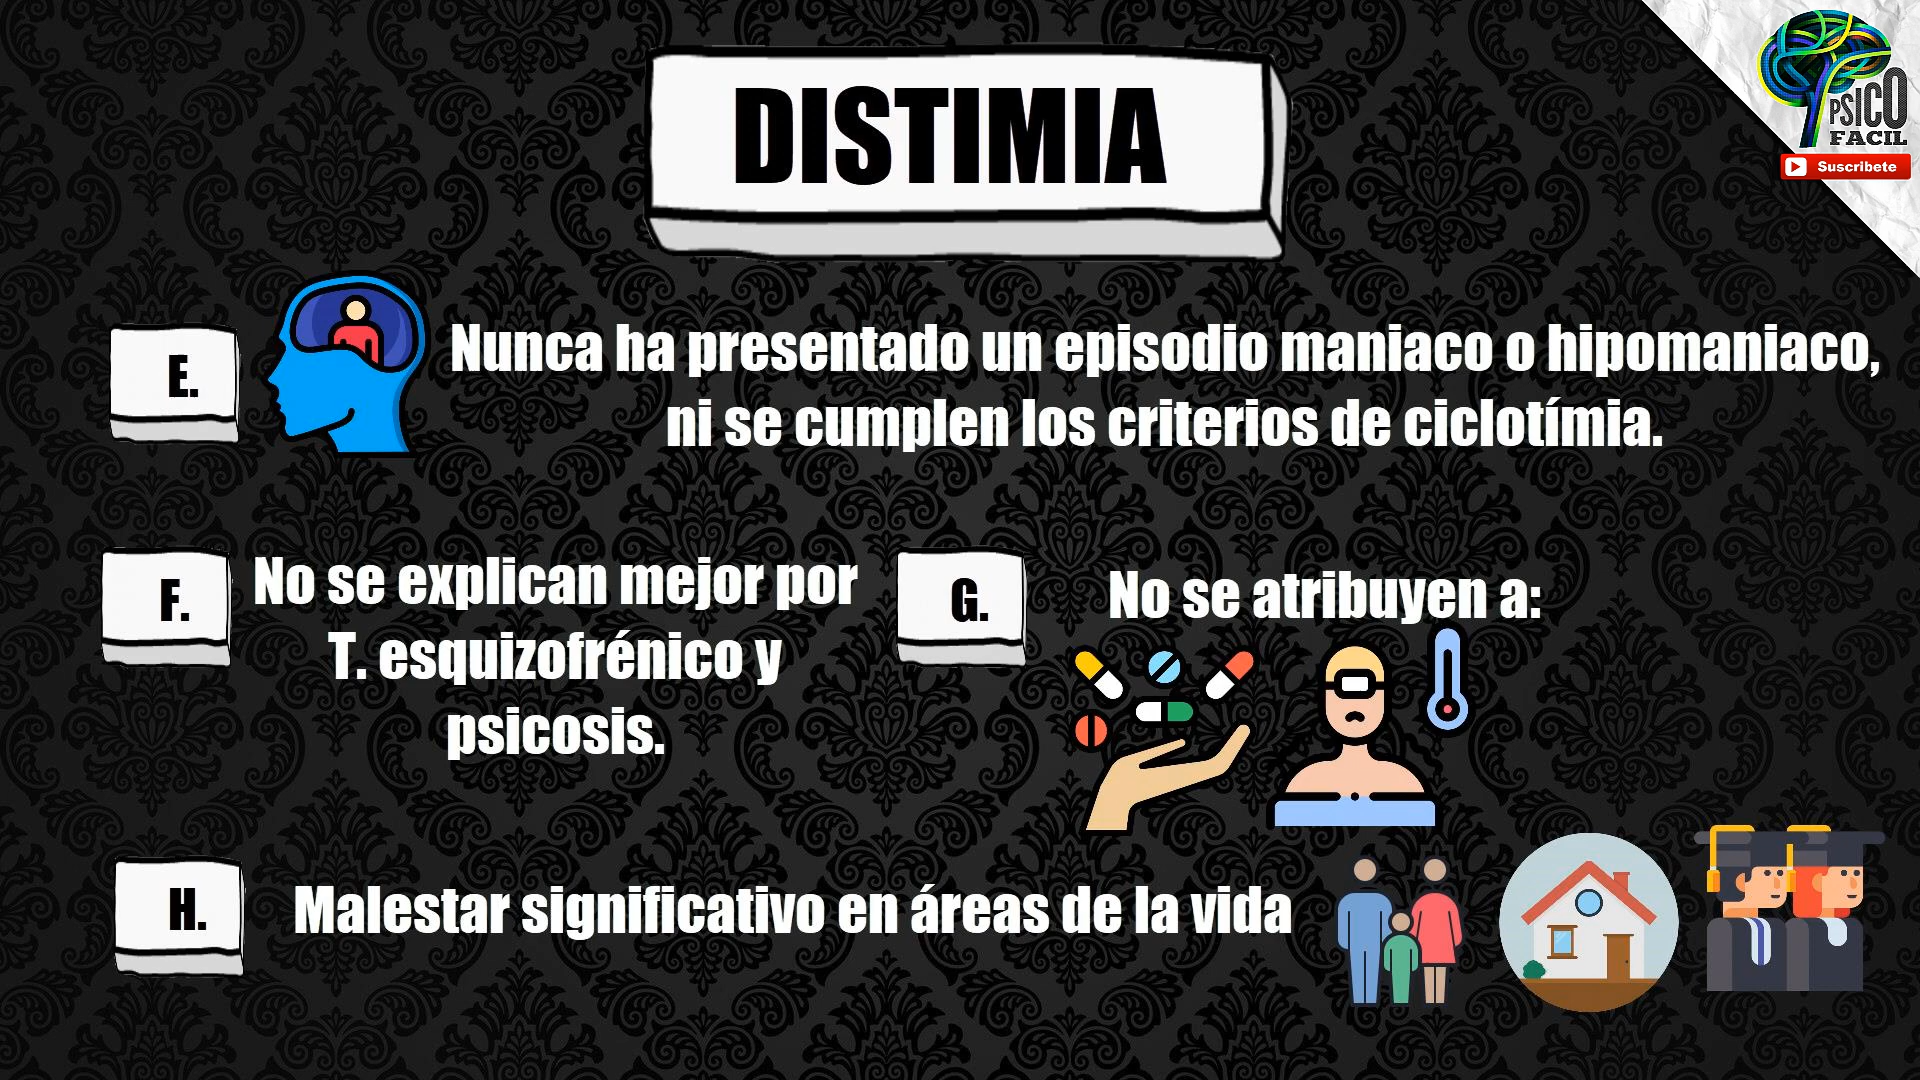 DISTIMIA
PSICO
FACIL
Suscribete
E.
Nunca ha presentado un episodio maniaco o hipomaniaco,
ni se cumplen los criterios de ciclotímia.
F.
No se explican mejor por
T. esquizofrénico y
psicosis.
G.
No se atribuyen a:
H.
Malestar significativo en áreas de la vida